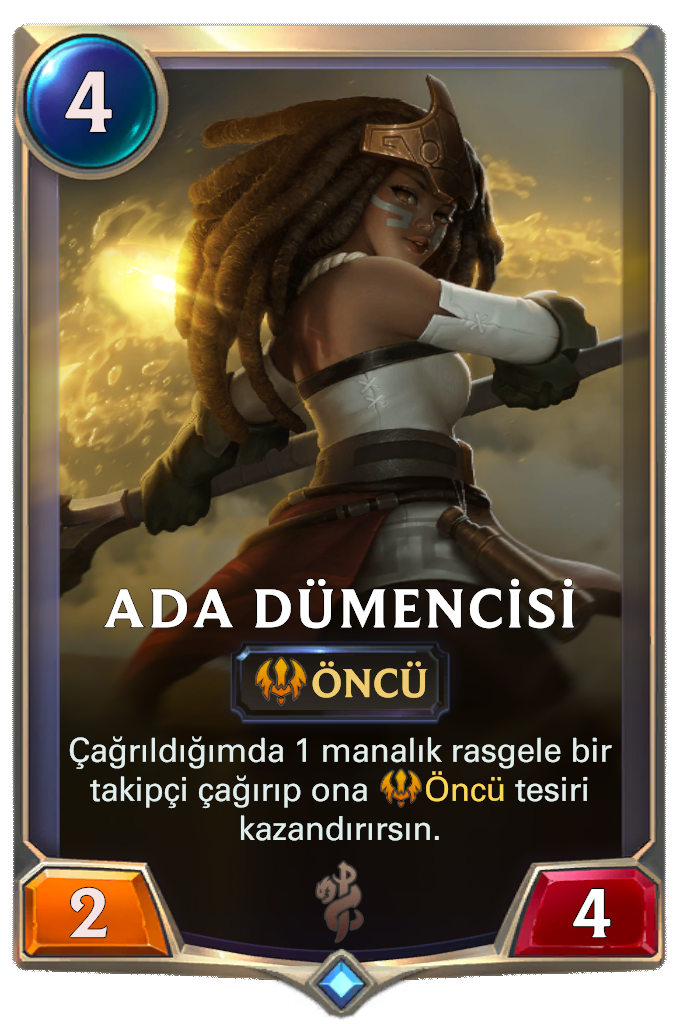 4
ADA DÜMENCİSİ
ÖNCÜ
Çağrıldığımda 1 manalık rasgele bir
takipçi çağırıp ona Öncü tesiri
kazandırırsın.
2
4